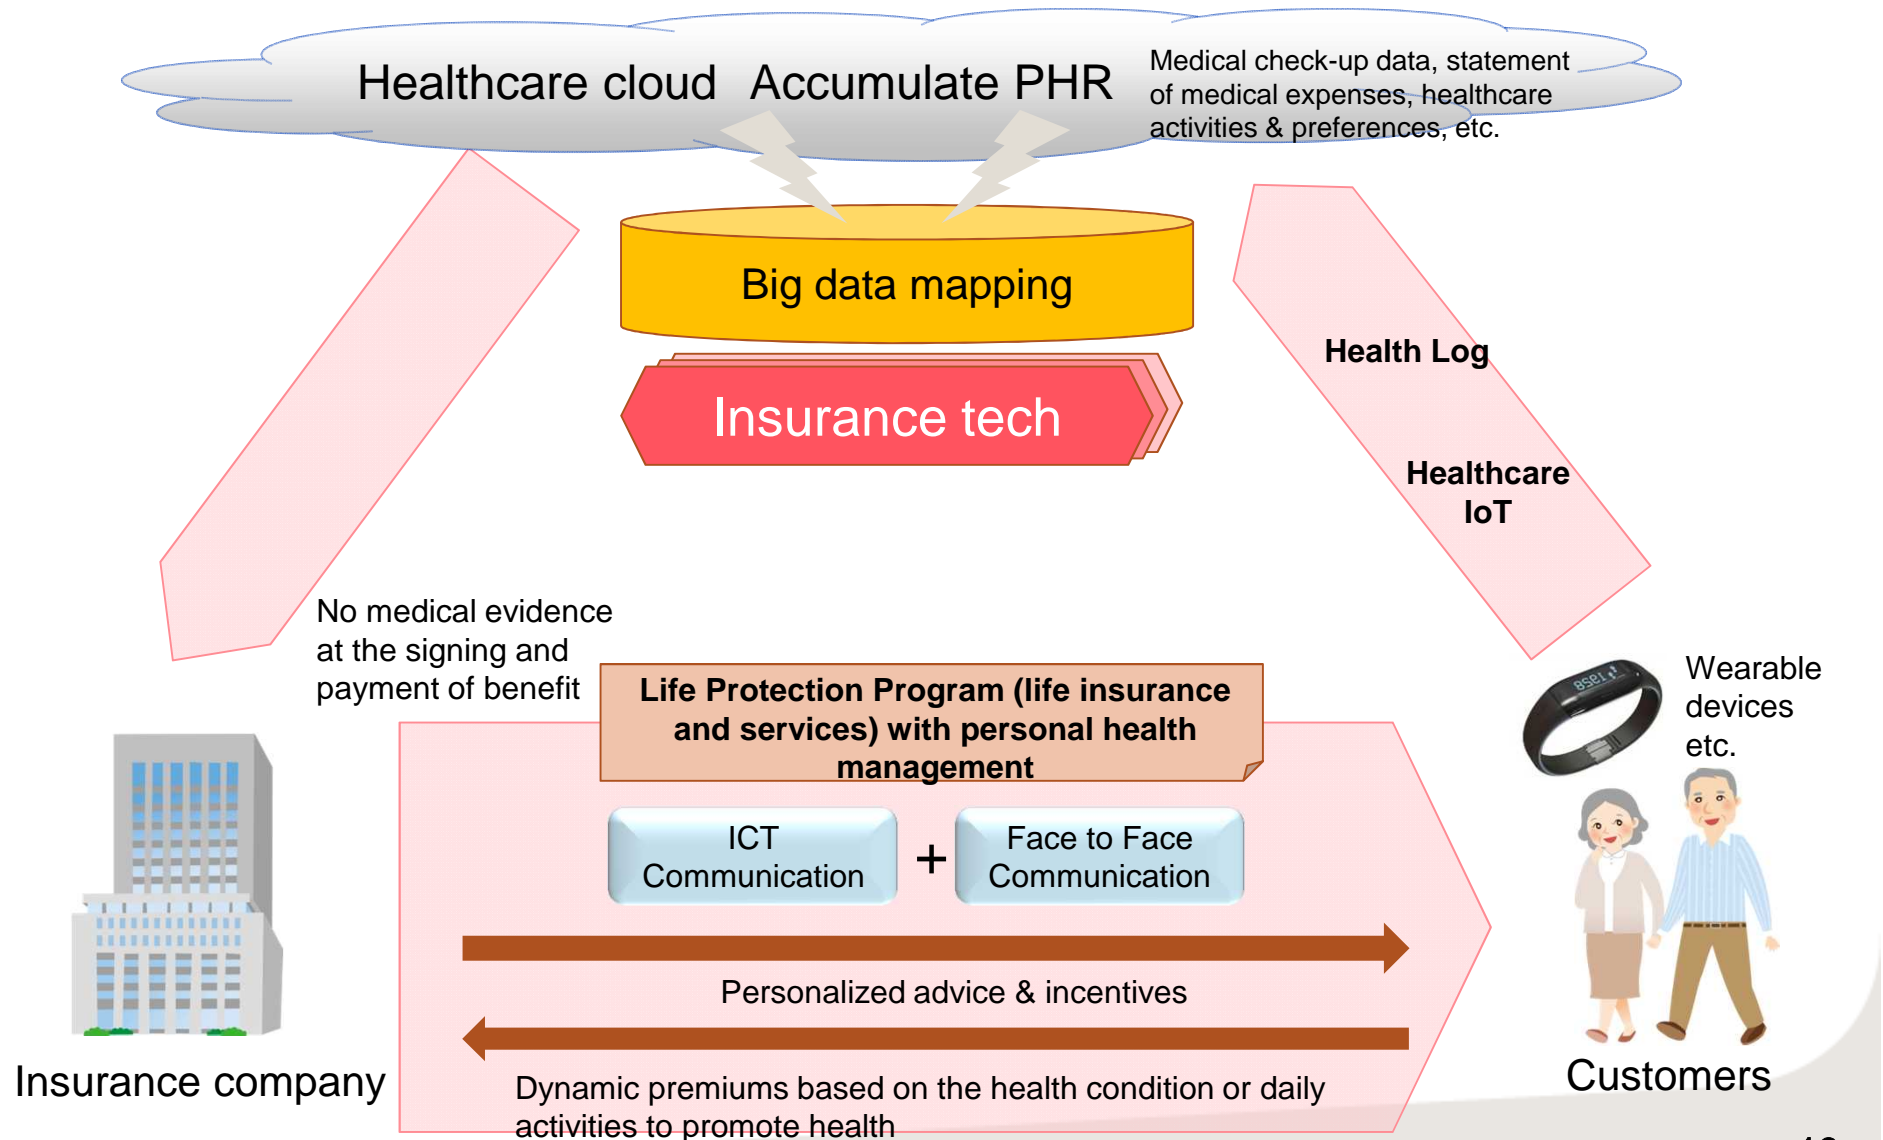 Healthcare cloud Accumulate PHR
Medical check-up data, statement
of medical expenses, healthcare
activities & preferences, etc.
Big data mapping
Insurance tech
Health Log
Healthcare
IoT
No medical evidence
at the signing and
payment of benefit
Life Protection Program (life insurance
and services) with personal health
management
Wearable
devices
etc.
ICT
Communication
+
Face to Face
Communication
Personalized advice & incentives
Dynamic premiums based on the health condition or daily
activities to promote health
Insurance company
Customers